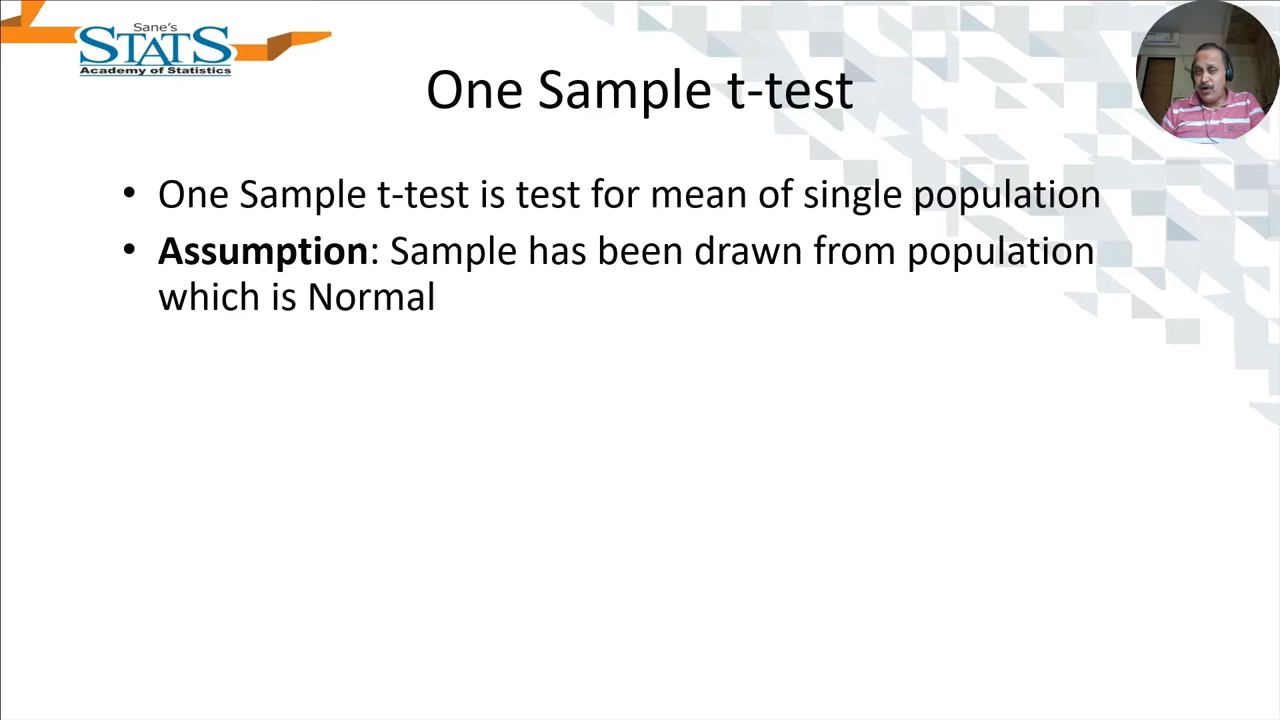 Sane's
STATS
Academy of Statistics
One Sample t-test
• One Sample t-test is test for mean of single population
• Assumption: Sample has been drawn from population
which is Normal